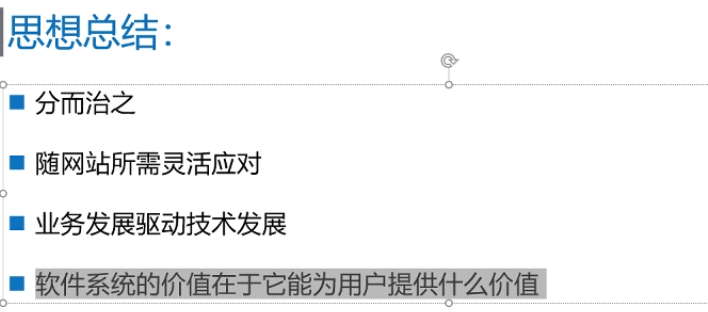 思想总结：
分而治之
随网站所需灵活应对
业务发展驱动技术发展
软件系统的价值在于它能为用户提供什么价值